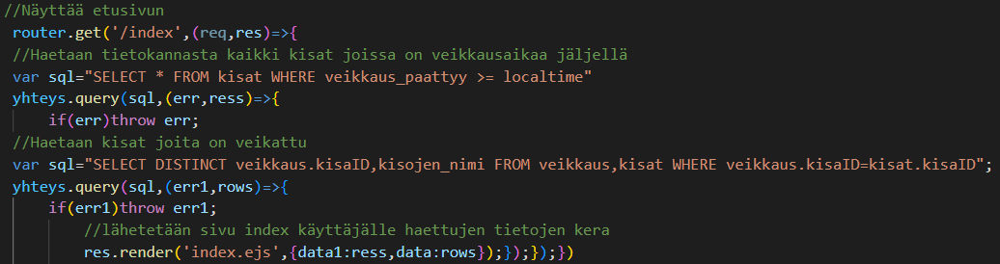 //Näyttää etusivun
router.get('/index',(req,res)=>{
//Haetaan tietokannasta kaikki kisat joissa on veikkausaikaa jäljellä
var sql="SELECT * FROM kisat WHERE veikkaus_paattyy >= localtime"
yhteys.query(sql,(err,ress)=>{
if(err)throw err;
//Haetaan kisat joita on veikattu
var sql="SELECT DISTINCT veikkaus.kisaID,kisojen_nimi FROM veikkaus,kisat WHERE veikkaus.kisaID=kisat.kisaID";
yhteys.query(sql,(err1,rows)=>{
if(err1)throw err1;
//lähetetään sivu index käyttäjälle haettujen tietojen kera
res.render('index.ejs',{data1:ress,data:rows});});});})